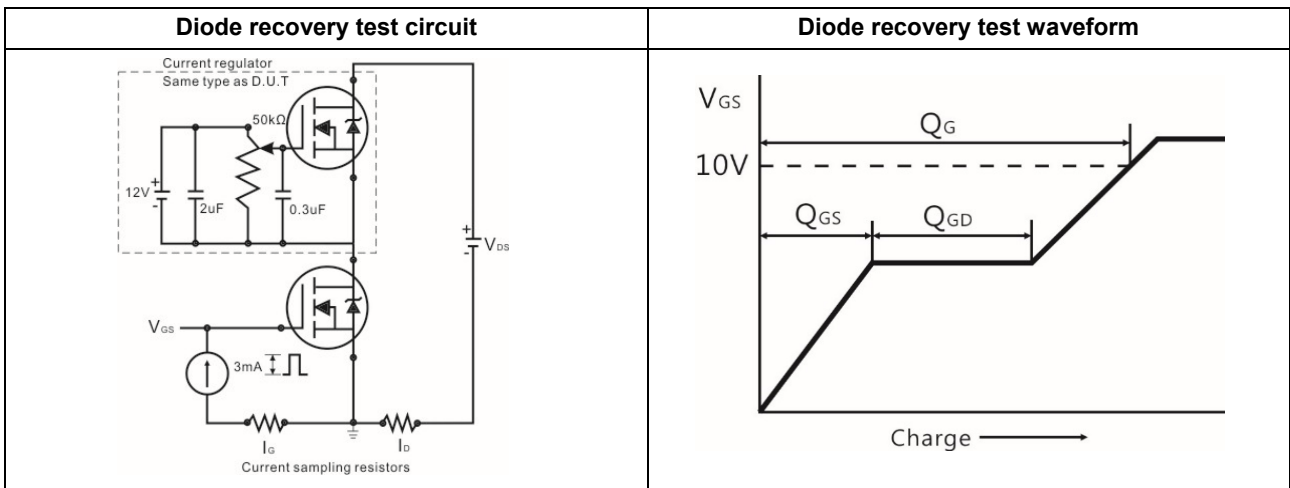 Diode recovery test circuit
Diode recovery test waveform
Current regulator
Same type as D.U.T
50kΩ
12V
+
-
2uF
0.3uF
+
-
VDS
VGS
3mA
IG
ID
Current sampling resistors
VGS
QG
10V
QGS
QGD
Charge